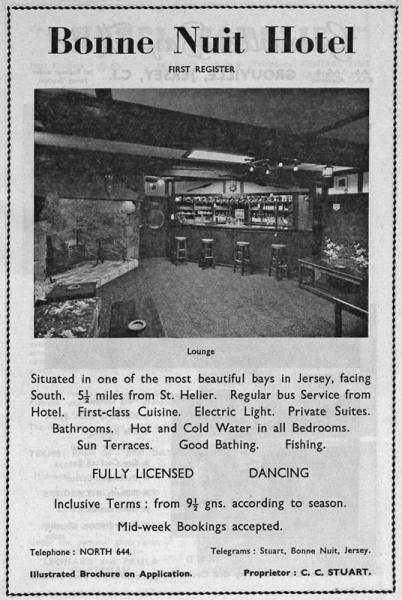 Bonne Nuit Hotel
FIRST REGISTER
Lounge
Situated in one of the most beautiful bays in Jersey, facing
South. 5½ miles from St. Helier. Regular bus Service from
Hotel. First-class Cuisine. Electric Light. Private Suites.
Bathrooms. Hot and Cold Water in all Bedrooms.
Sun Terraces. Good Bathing. Fishing.
FULLY LICENSED DANCING
Inclusive Terms : from 9½ gns. according to season.
Mid-week Bookings accepted.
Telephone : NORTH 644. Telegrams : Stuart, Bonne Nuit, Jersey.
Illustrated Brochure on Application. Proprietor : C. C. STUART.